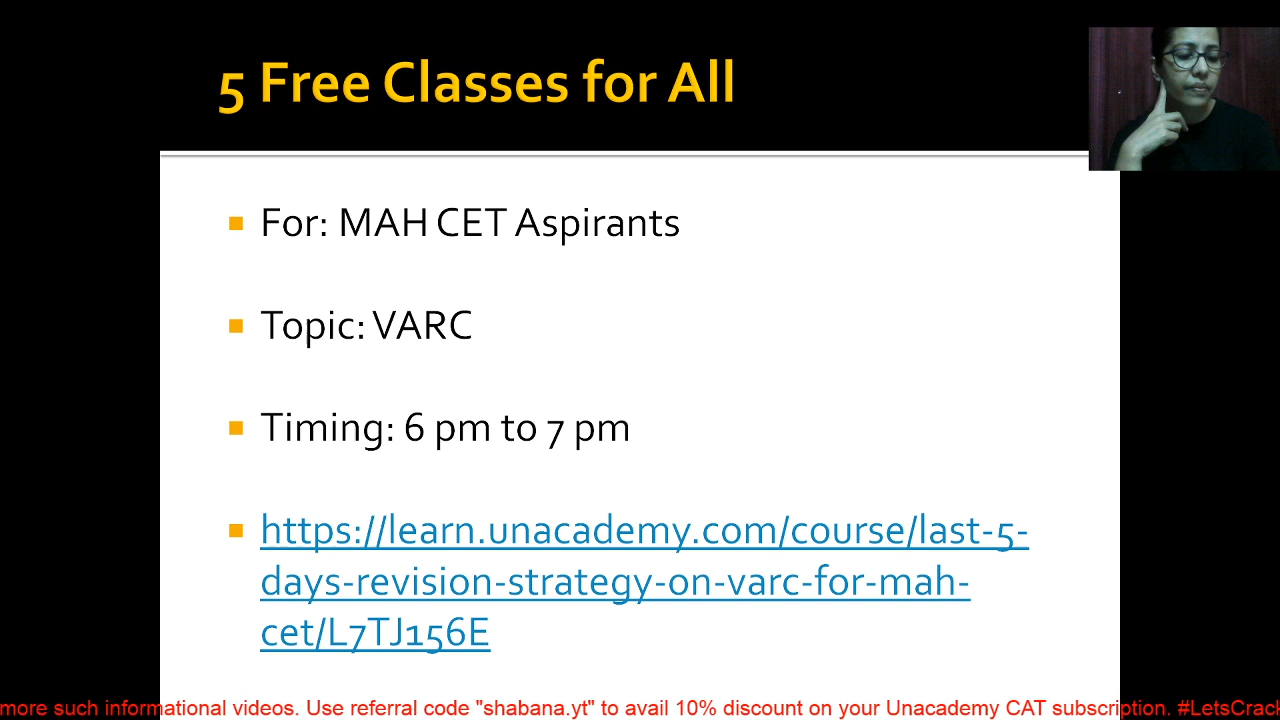 5 Free Classes for All
For: MAH CET Aspirants
Topic: VARC
Timing: 6 pm to 7 pm
https://learn.unacademy.com/course/last-5-
days-revision-strategy-on-varc-for-mah-
cet/L7TJ156E
more such informational videos. Use referral code "shabana.yt" to avail 10% discount on your Unacademy CAT subscription. #LetsCrack